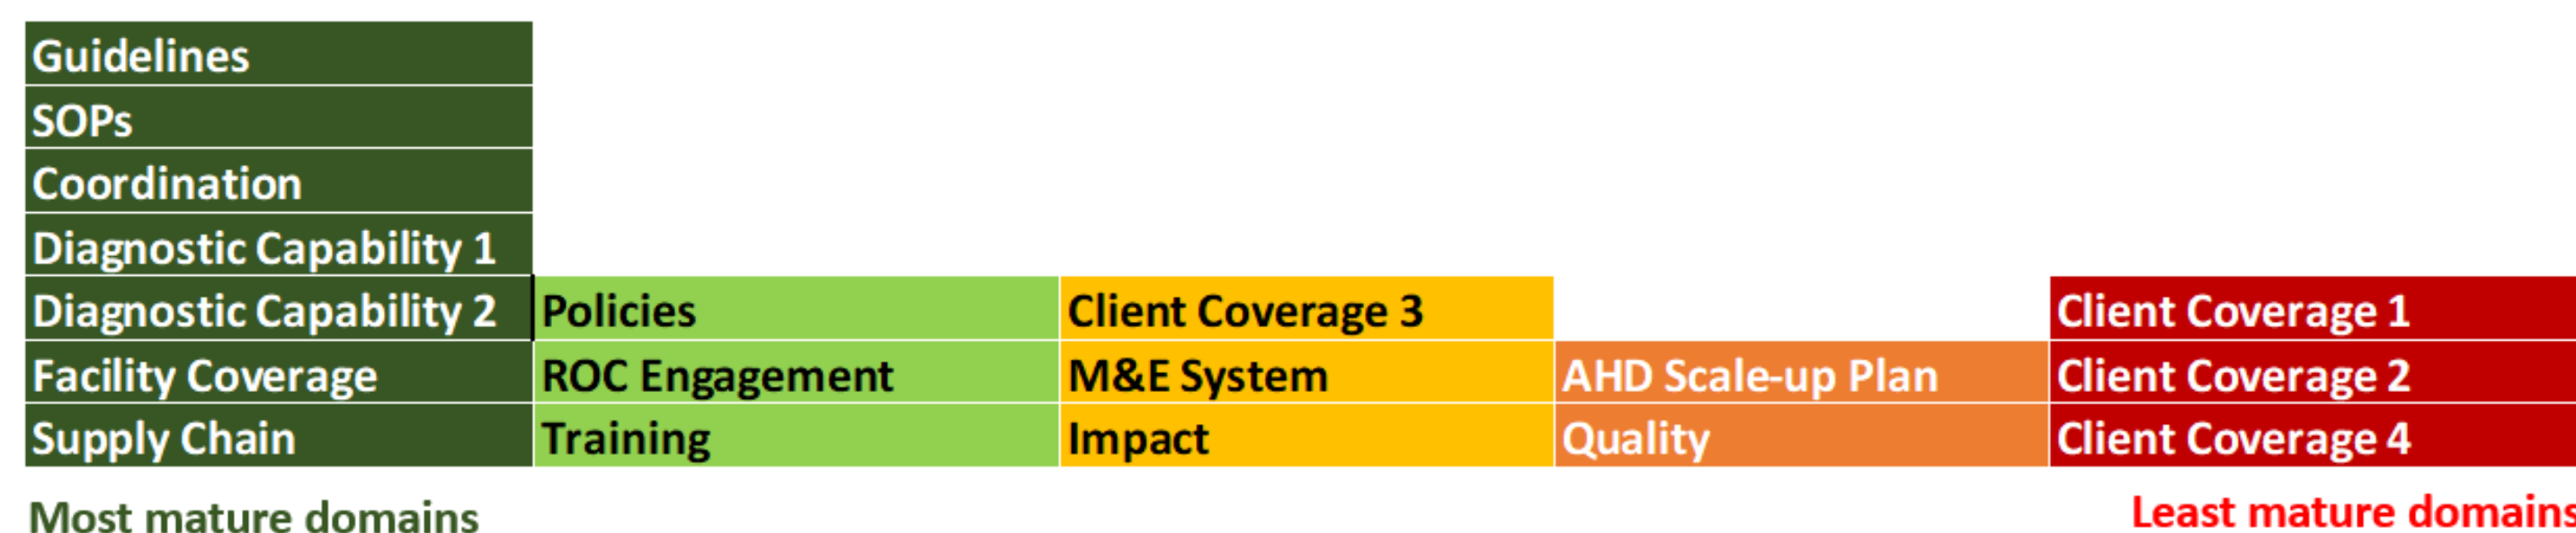 Guidelines
SOPs
Coordination
Diagnostic Capability 1
Diagnostic Capability 2 Policies Client Coverage 3 Client Coverage 1
Facility Coverage ROC Engagement M&E System AHD Scale-up Plan Client Coverage 2
Supply Chain Training Impact Quality Client Coverage 4
Most mature domains Least mature domains